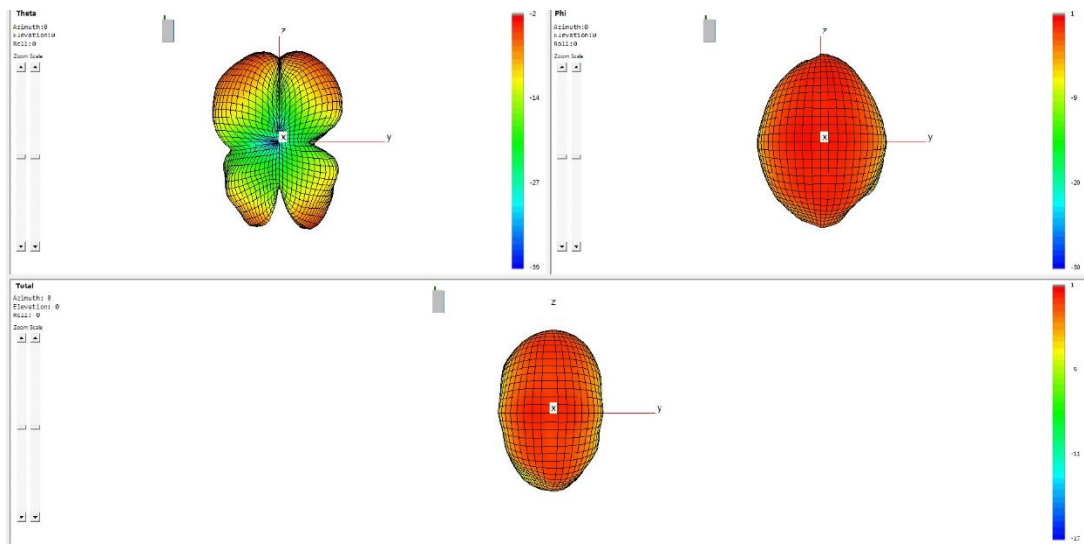 Theta
Azimuth:0
Elevation:0
Roll:0
Zoom Scale
z
x
y
-2
-14
-27
-39
Phi
Azimuth:0
Elevation:0
Roll:0
Zoom Scale
z
x
y
1
-9
-20
-30
Total
Azimuth: 0
Elevation: 0
Roll: 0
Zoom Scale
z
x
y
1
-11
-17